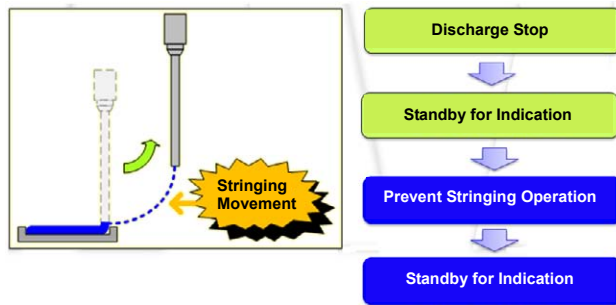 Stringing
Movement
Discharge Stop
Standby for Indication
Prevent Stringing Operation
Standby for Indication